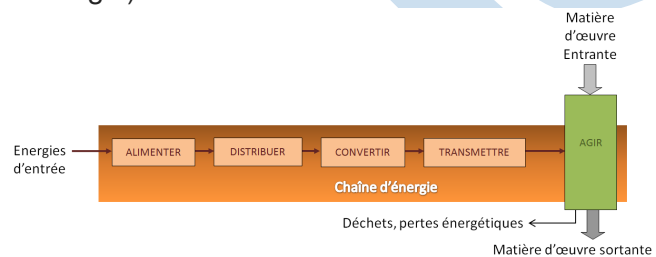 Matière
d'œuvre
Entrante
Energies
d'entrée
ALIMENTER
DISTRIBUER
CONVERTIR
TRANSMETTRE
AGIR
Chaîne d'énergie
Déchets, pertes énergétiques
Matière d'œuvre sortante